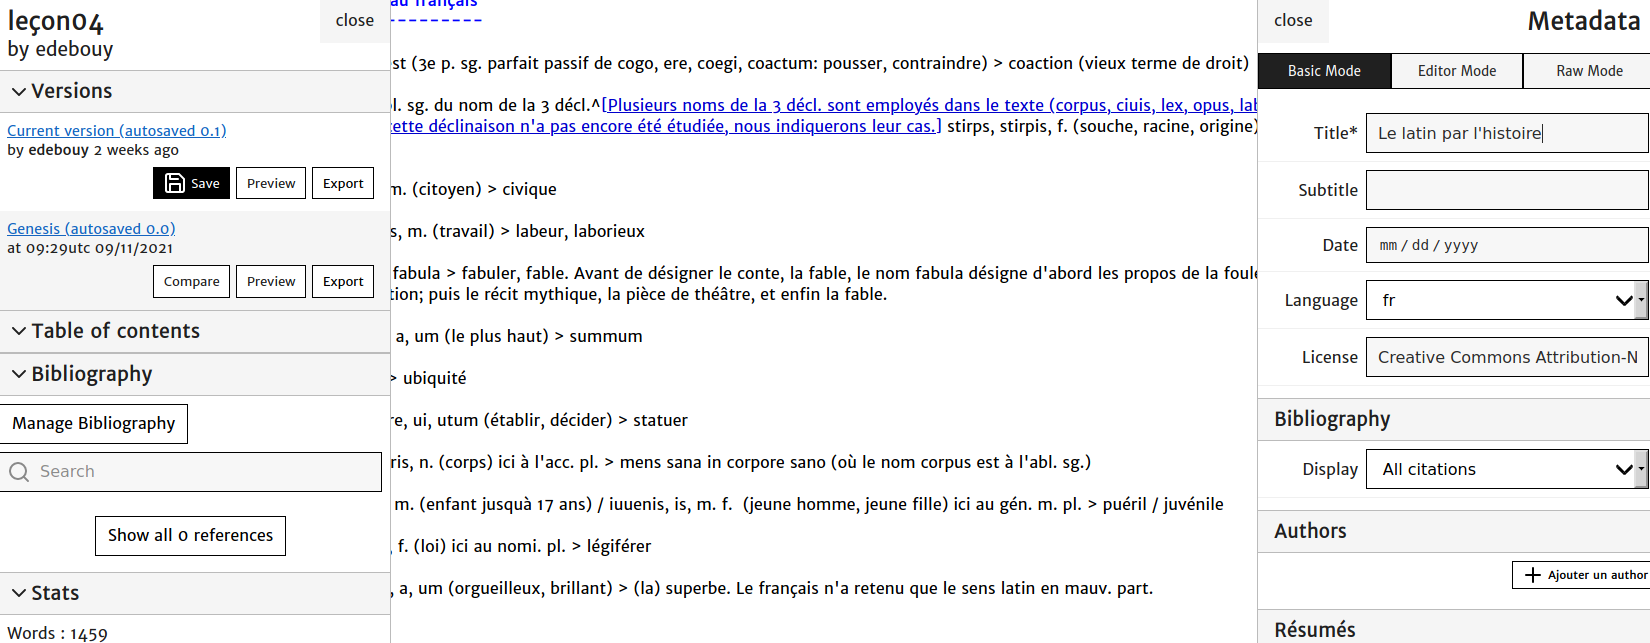 leçon04
close
by edebouy
Versions
Current version (autosaved 0.1)
by edebouy 2 weeks ago
Save
Preview
Export
Genesis (autosaved 0.0)
at 09:29utc 09/11/2021
Compare
Preview
Export
Table of contents
Bibliography
Manage Bibliography
Search
Show all 0 references
Stats
Words : 1459
au français
----------
st (3e p. sg. parfait passif de cogo, ere, coegi, coactum: pousser, contraindre) > coaction (vieux terme de droit)
l. sg. du nom de la 3 décl.^[Plusieurs noms de la 3 décl. sont employés dans le texte (corpus, ciuis, lex, opus, lab
cette déclinaison n'a pas encore été étudiée, nous indiquerons leur cas.] stirps, stirpis, f. (souche, racine, origine)
m. (citoyen) > civique
s, m. (travail) > labeur, laborieux
fabula > fabuler, fable. Avant de désigner le conte, la fable, le nom fabula désigne d'abord les propos de la foule
tion; puis le récit mythique, la pièce de théâtre, et enfin la fable.
a, um (le plus haut) > summum
> ubiquité
re, ui, utum (établir, décider) > statuer
ris, n. (corps) ici à l'acc. pl. > mens sana in corpore sano (où le nom corpus est à l'abl. sg.)
m. (enfant jusquà 17 ans) / iuuenis, is, m. f.  (jeune homme, jeune fille) ici au gén. m. pl. > puéril / juvénile
, f. (loi) ici au nomi. pl. > légiférer
, a, um (orgueilleux, brillant) > (la) superbe. Le français n'a retenu que le sens latin en mauv. part.
close
Metadata
Basic Mode
Editor Mode
Raw Mode
Title* Le latin par l'histoire
Subtitle
Date mm / dd / yyyy
Language fr
License Creative Commons Attribution-N
Bibliography
Display All citations
Authors
Ajouter un author
Résumés